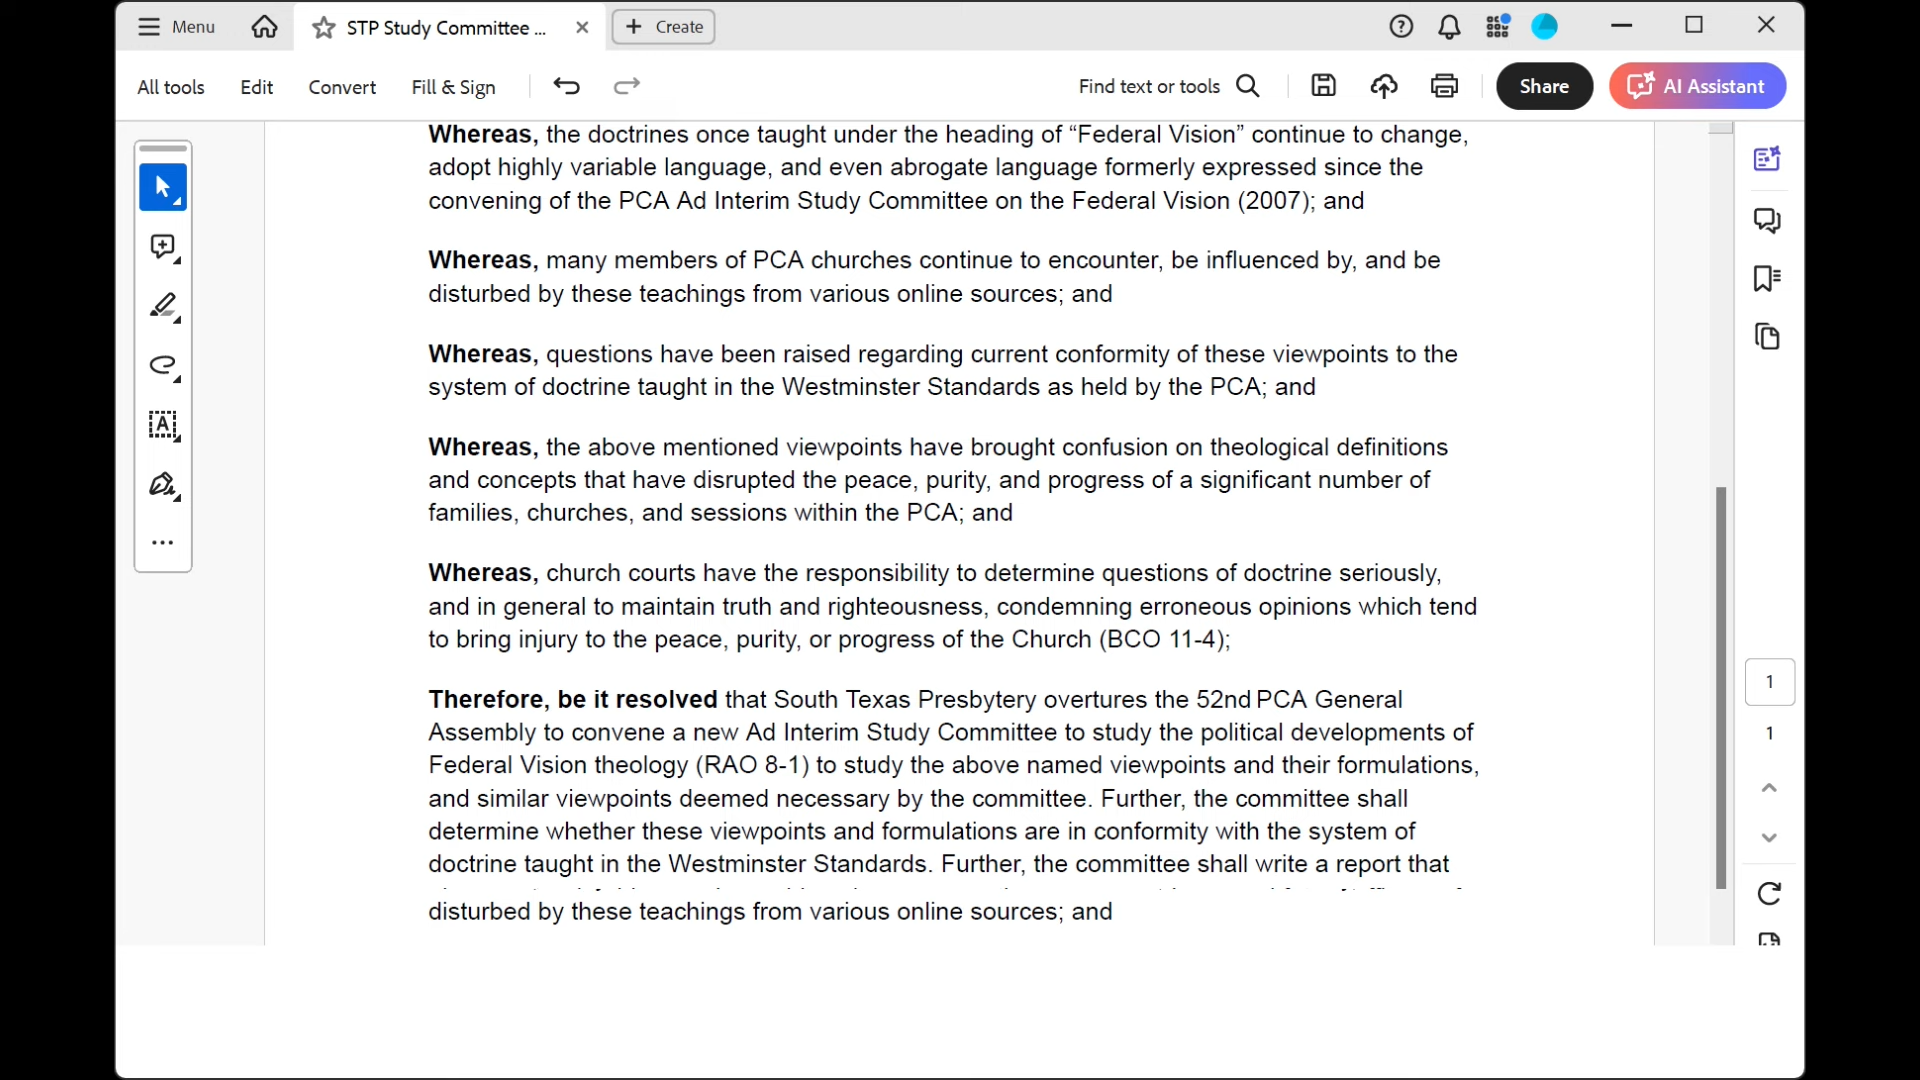 Menu
STP Study Committee ...
Create
All tools
Edit
Convert
Fill & Sign
Find text or tools
Share
AI Assistant
Whereas, the doctrines once taught under the heading of “Federal Vision” continue to change,
adopt highly variable language, and even abrogate language formerly expressed since the
convening of the PCA Ad Interim Study Committee on the Federal Vision (2007); and
Whereas, many members of PCA churches continue to encounter, be influenced by, and be
disturbed by these teachings from various online sources; and
Whereas, questions have been raised regarding current conformity of these viewpoints to the
system of doctrine taught in the Westminster Standards as held by the PCA; and
Whereas, the above mentioned viewpoints have brought confusion on theological definitions
and concepts that have disrupted the peace, purity, and progress of a significant number of
families, churches, and sessions within the PCA; and
Whereas, church courts have the responsibility to determine questions of doctrine seriously,
and in general to maintain truth and righteousness, condemning erroneous opinions which tend
to bring injury to the peace, purity, or progress of the Church (BCO 11-4);
Therefore, be it resolved that South Texas Presbytery overtures the 52nd PCA General
Assembly to convene a new Ad Interim Study Committee to study the political developments of
Federal Vision theology (RAO 8-1) to study the above named viewpoints and their formulations,
and similar viewpoints deemed necessary by the committee. Further, the committee shall
determine whether these viewpoints and formulations are in conformity with the system of
doctrine taught in the Westminster Standards. Further, the committee shall write a report that
disturbed by these teachings from various online sources; and
1
1